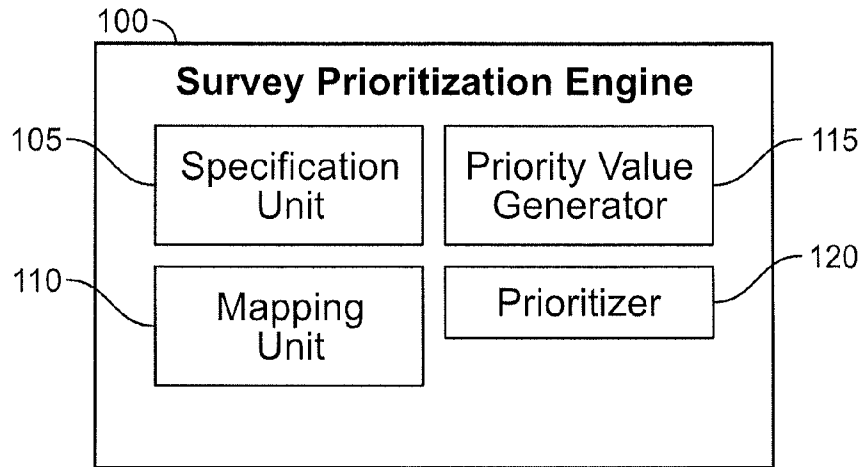 100
Survey Prioritization Engine
105
Specification
Unit
Priority Value
Generator
115
110
Mapping
Unit
Prioritizer
120